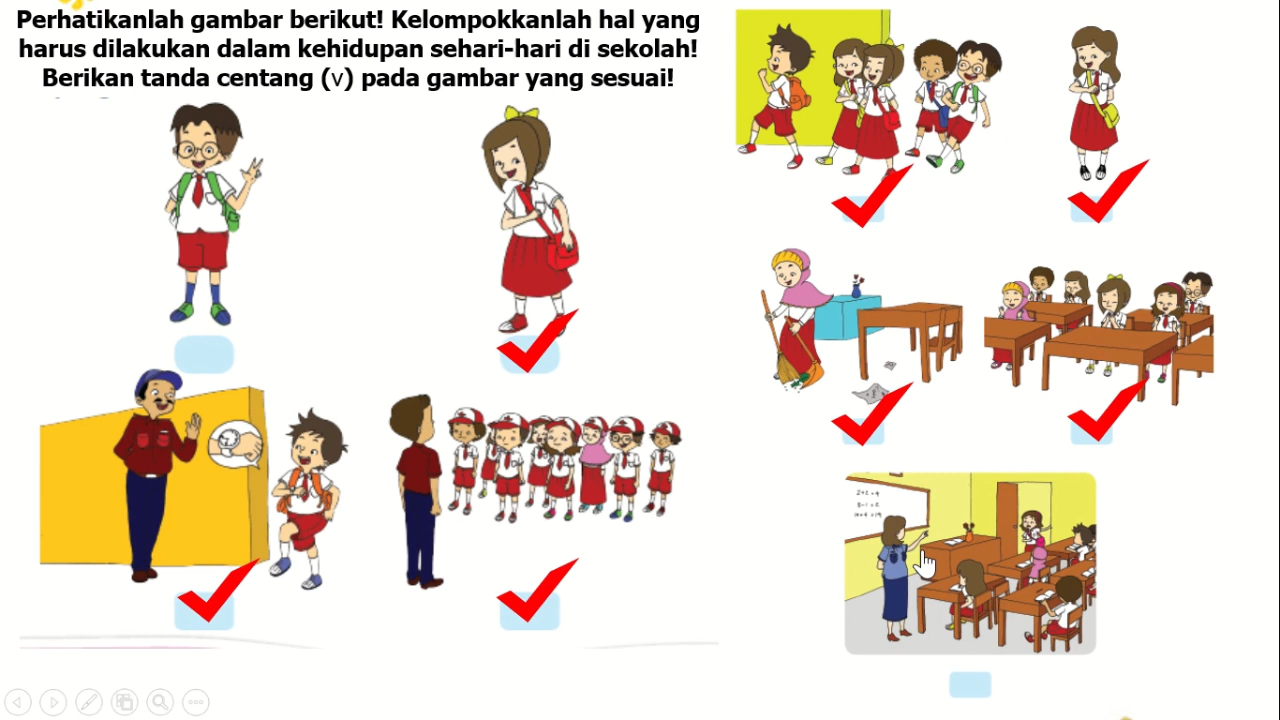 Perhatikanlah gambar berikut! Kelompokkanlah hal yang
harus dilakukan dalam kehidupan sehari-hari di sekolah!
Berikan tanda centang (v) pada gambar yang sesuai!